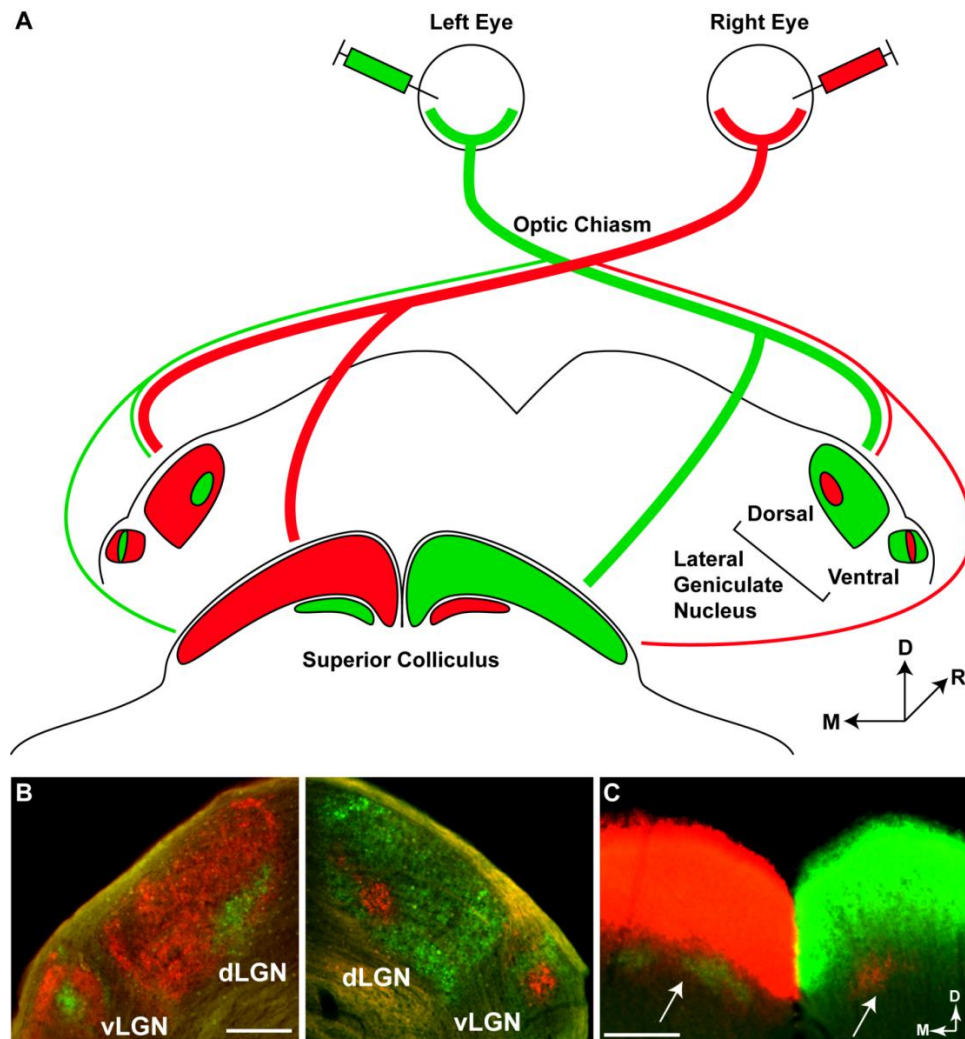 A
Left Eye
Right Eye
Optic Chiasm
Dorsal
Lateral
Geniculate
Nucleus
Ventral
Superior Colliculus
D
R
M
B
dLGN
vLGN
dLGN
vLGN
C
D
M